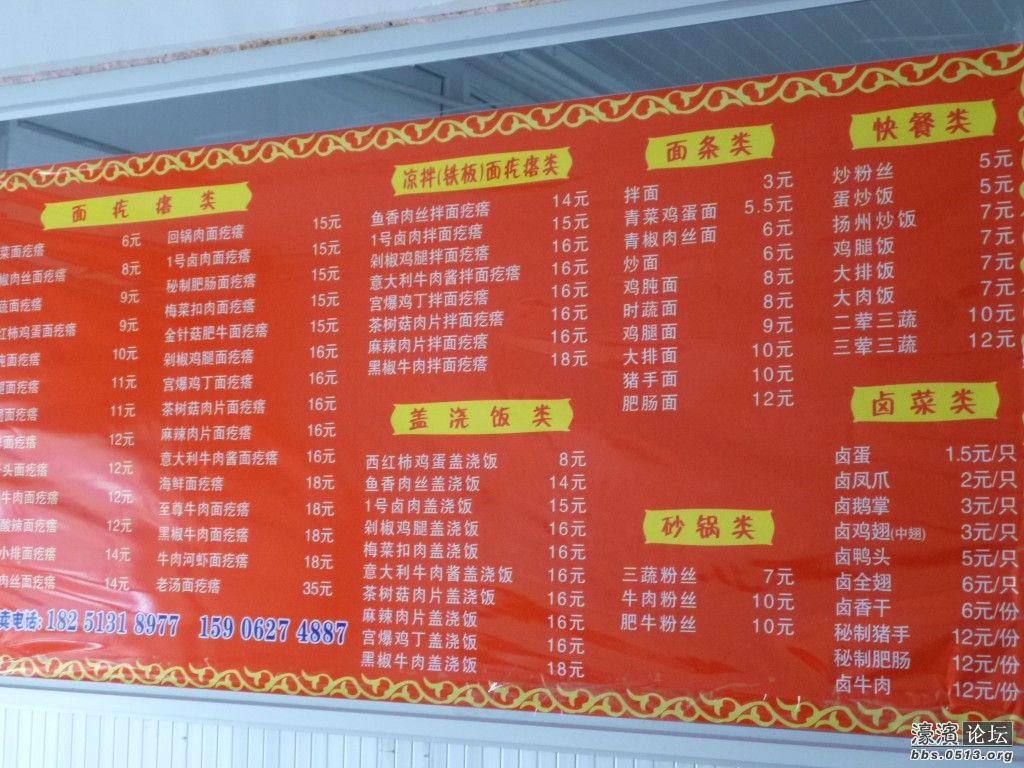 面疙瘩类
菜面疙瘩 6元
椒肉丝面疙瘩 8元
蔬面疙瘩 9元
红柿鸡蛋面疙瘩 9元
面疙瘩 10元
腿面疙瘩 11元
面疙瘩 11元
面疙瘩 12元
头面疙瘩 12元
牛肉面疙瘩 12元
酸辣面疙瘩 12元
小排面疙瘩 14元
肉丝面疙瘩 14元
回锅肉面疙瘩 15元
1号卤肉面疙瘩 15元
秘制肥肠面疙瘩 15元
梅菜扣肉面疙瘩 15元
金针菇肥牛面疙瘩 15元
剁椒鸡腿面疙瘩 16元
宫爆鸡丁面疙瘩 16元
茶树菇肉片面疙瘩 16元
麻辣肉片面疙瘩 16元
意大利牛肉酱面疙瘩 16元
海鲜面疙瘩 18元
至尊牛肉面疙瘩 18元
黑椒牛肉面疙瘩 18元
牛肉河虾面疙瘩 18元
老汤面疙瘩 35元
卖电话: 182 5131 8977 159 0627 4887
凉拌(铁板)面疙瘩类
鱼香肉丝拌面疙瘩 14元
1号卤肉拌面疙瘩 15元
剁椒鸡腿拌面疙瘩 16元
意大利牛肉酱拌面疙瘩 16元
宫爆鸡丁拌面疙瘩 16元
茶树菇肉片拌面疙瘩 16元
麻辣肉片拌面疙瘩 16元
黑椒牛肉拌面疙瘩 18元
盖浇饭类
西红柿鸡蛋盖浇饭 8元
鱼香肉丝盖浇饭 14元
1号卤肉盖浇饭 15元
剁椒鸡腿盖浇饭 16元
梅菜扣肉盖浇饭 16元
意大利牛肉酱盖浇饭 16元
茶树菇肉片盖浇饭 16元
麻辣肉片盖浇饭 16元
宫爆鸡丁盖浇饭 16元
黑椒牛肉盖浇饭 18元
面条类
拌面 3元
青菜鸡蛋面 5.5元
青椒肉丝面 6元
炒面 6元
鸡肫面 8元
时蔬面 8元
鸡腿面 9元
大排面 10元
猪手面 10元
肥肠面 12元
砂锅类
三蔬粉丝 7元
牛肉粉丝 10元
肥牛粉丝 10元
快餐类
炒粉丝 5元
蛋炒饭 5元
扬州炒饭 7元
鸡腿饭 7元
大排饭 7元
大肉饭 7元
二荤三蔬 10元
三荤三蔬 12元
卤菜类
卤蛋 1.5元/只
卤凤爪 2元/只
卤鹅掌 3元/只
卤鸡翅(中翅) 3元/只
卤鸭头 5元/只
卤全翅 6元/只
卤香干 6元/份
秘制猪手 12元/份
秘制肥肠 12元/份
卤牛肉 12元/份
濠滨论坛
bbs.0513.org